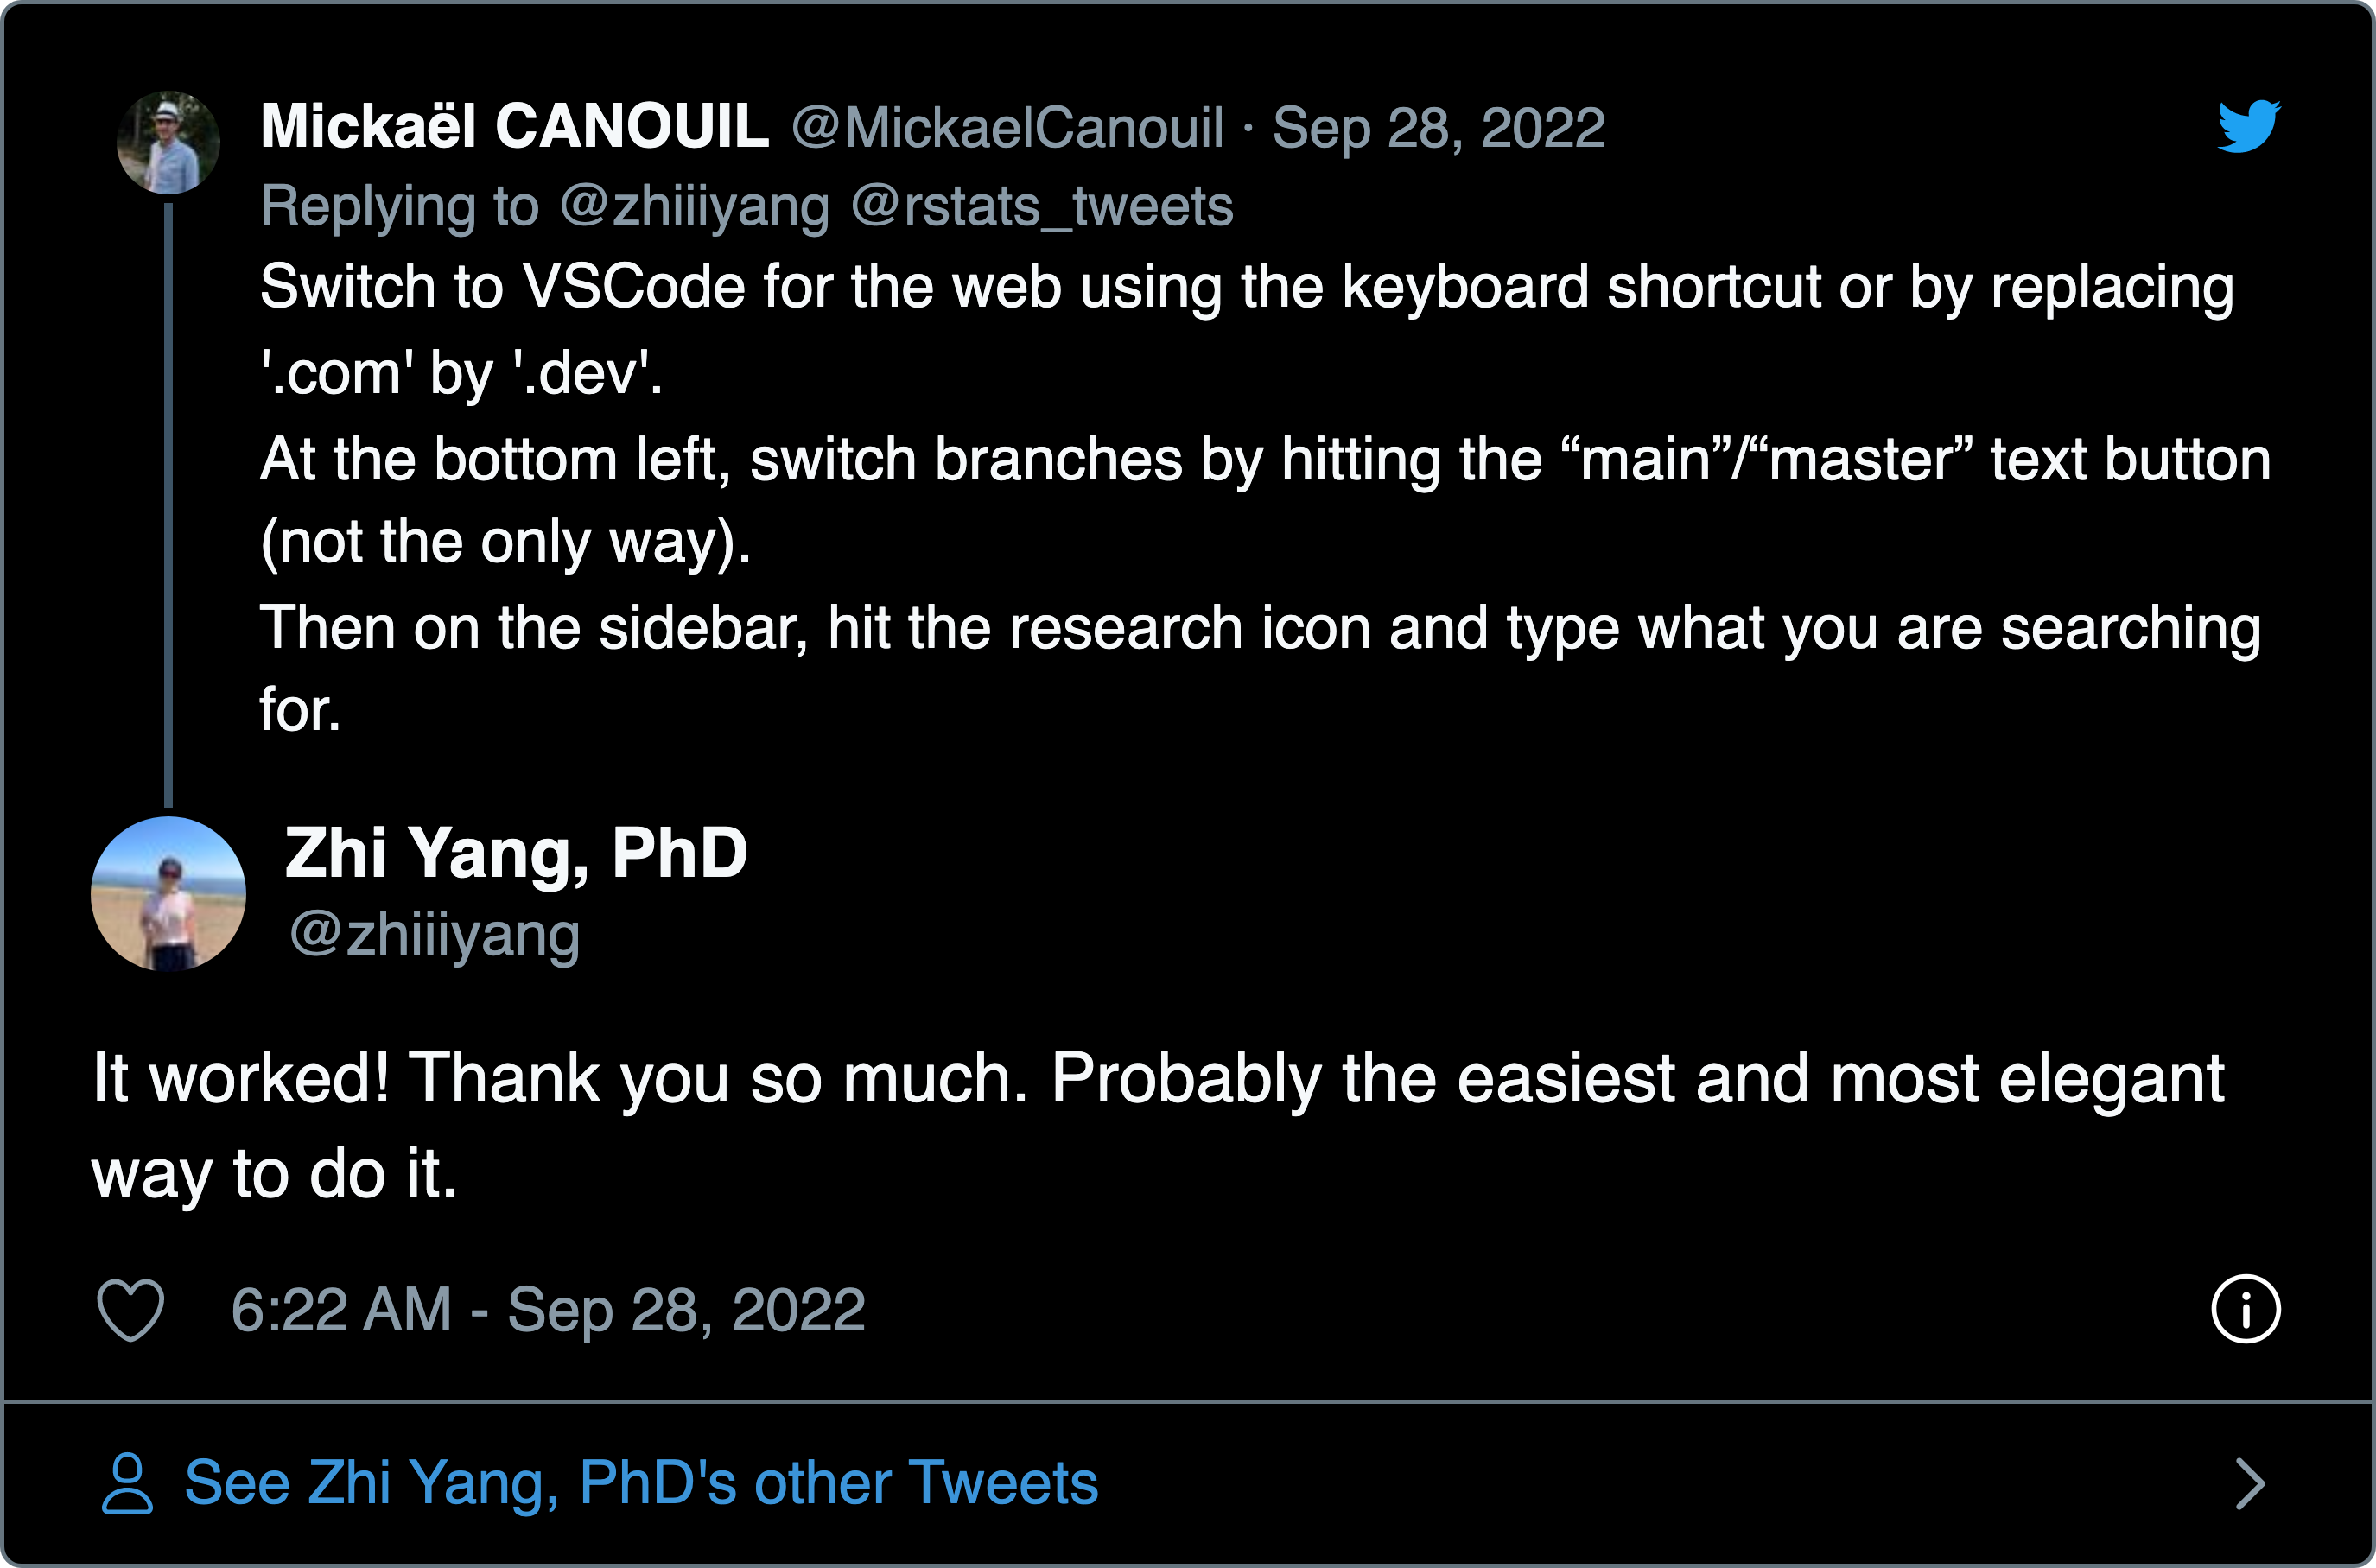 Mickaël CANOUIL @MickaelCanouil · Sep 28, 2022
Replying to @zhiiiyang @rstats_tweets
Switch to VSCode for the web using the keyboard shortcut or by replacing
'.com' by '.dev'.
At the bottom left, switch branches by hitting the “main”/“master” text button
(not the only way).
Then on the sidebar, hit the research icon and type what you are searching
for.
Zhi Yang, PhD
@zhiiiyang
It worked! Thank you so much. Probably the easiest and most elegant
way to do it.
6:22 AM - Sep 28, 2022
See Zhi Yang, PhD's other Tweets